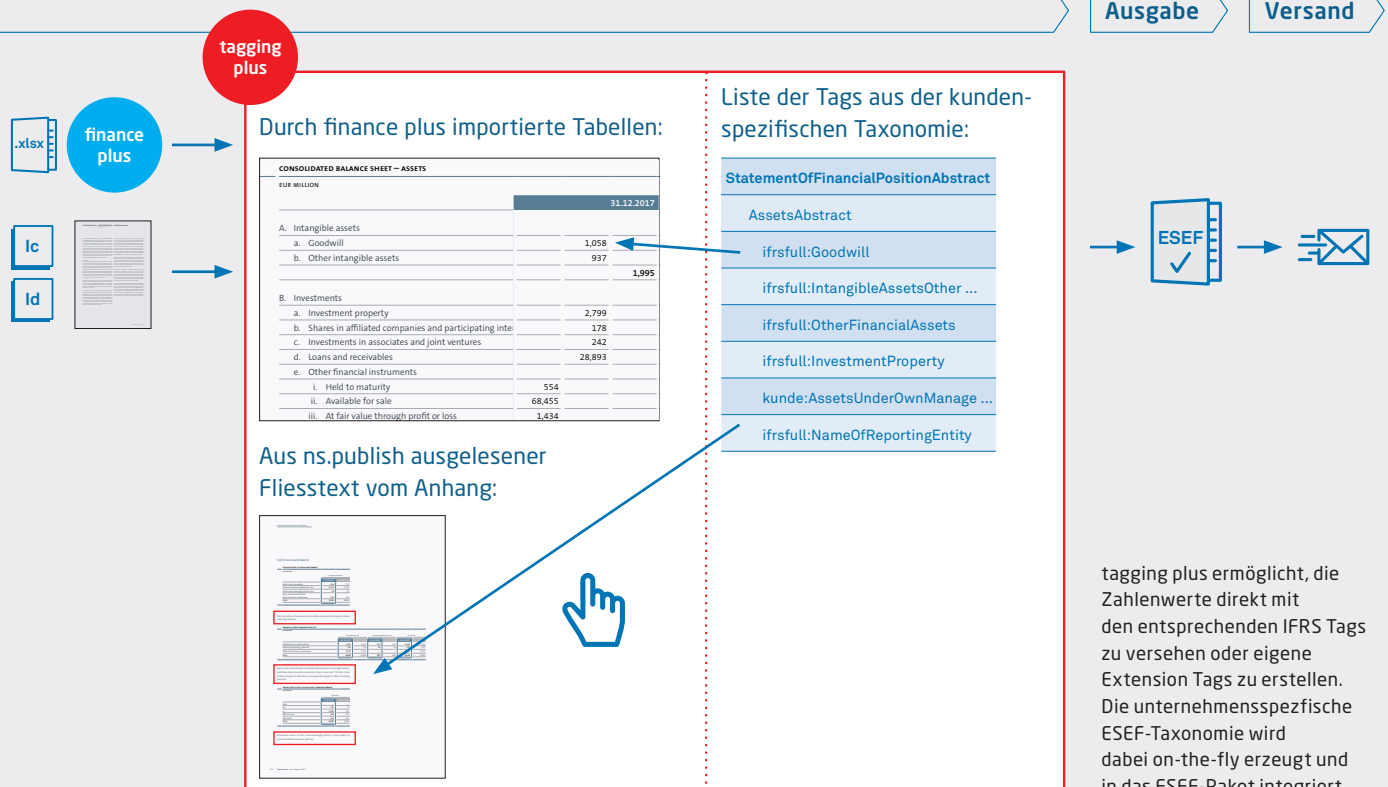 Ausgabe
Versand
tagging
plus
.xlsx
finance
plus
Ic
Id
Durch finance plus importierte Tabellen:
CONSOLIDATED BALANCE SHEET — ASSETS
EUR MILLION
31.12.2017
A. Intangible assets
a. Goodwill 1,058
b. Other intangible assets 937
1,995
B. Investments
a. Investment property 2,799
b. Shares in affiliated companies and participating inte 178
c. Investments in associates and joint ventures 242
d. Loans and receivables 28,893
e. Other financial instruments
i. Held to maturity 554
ii. Available for sale 68,455
iii. At fair value through profit or loss 1,434
Aus ns.publish ausgelesener
Fliesstext vom Anhang:
Liste der Tags aus der kunden-
spezifischen Taxonomie:
StatementOfFinancialPositionAbstract
AssetsAbstract
ifrsfull:Goodwill
ifrsfull:IntangibleAssetsOther ...
ifrsfull:OtherFinancialAssets
ifrsfull:InvestmentProperty
kunde:AssetsUnderOwnManage ...
ifrsfull:NameOfReportingEntity
ESEF
tagging plus ermöglicht, die
Zahlenwerte direkt mit
den entsprechenden IFRS Tags
zu versehen oder eigene
Extension Tags zu erstellen.
Die unternehmensspezfische
ESEF-Taxonomie wird
dabei on-the-fly erzeugt und
in das ESEF-Paket integriert